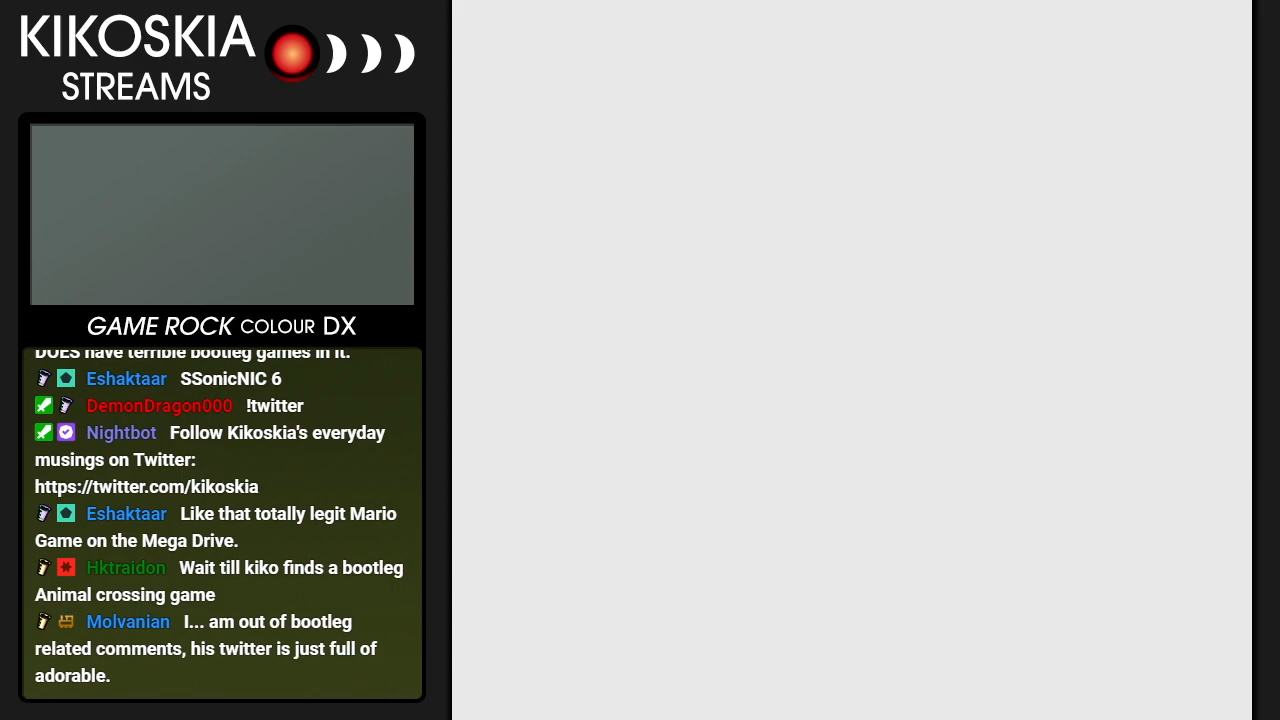 KIKOSKIA
STREAMS
GAME ROCK COLOUR DX
DOES have terrible bootleg games in it.
Eshaktaar SSonicNIC 6
DemonDragon000 !twitter
Nightbot Follow Kikoskia's everyday
musings on Twitter:
https://twitter.com/kikoskia
Eshaktaar Like that totally legit Mario
Game on the Mega Drive.
Hktraidon Wait till kiko finds a bootleg
Animal crossing game
Molvanian I... am out of bootleg
related comments, his twitter is just full of
adorable.